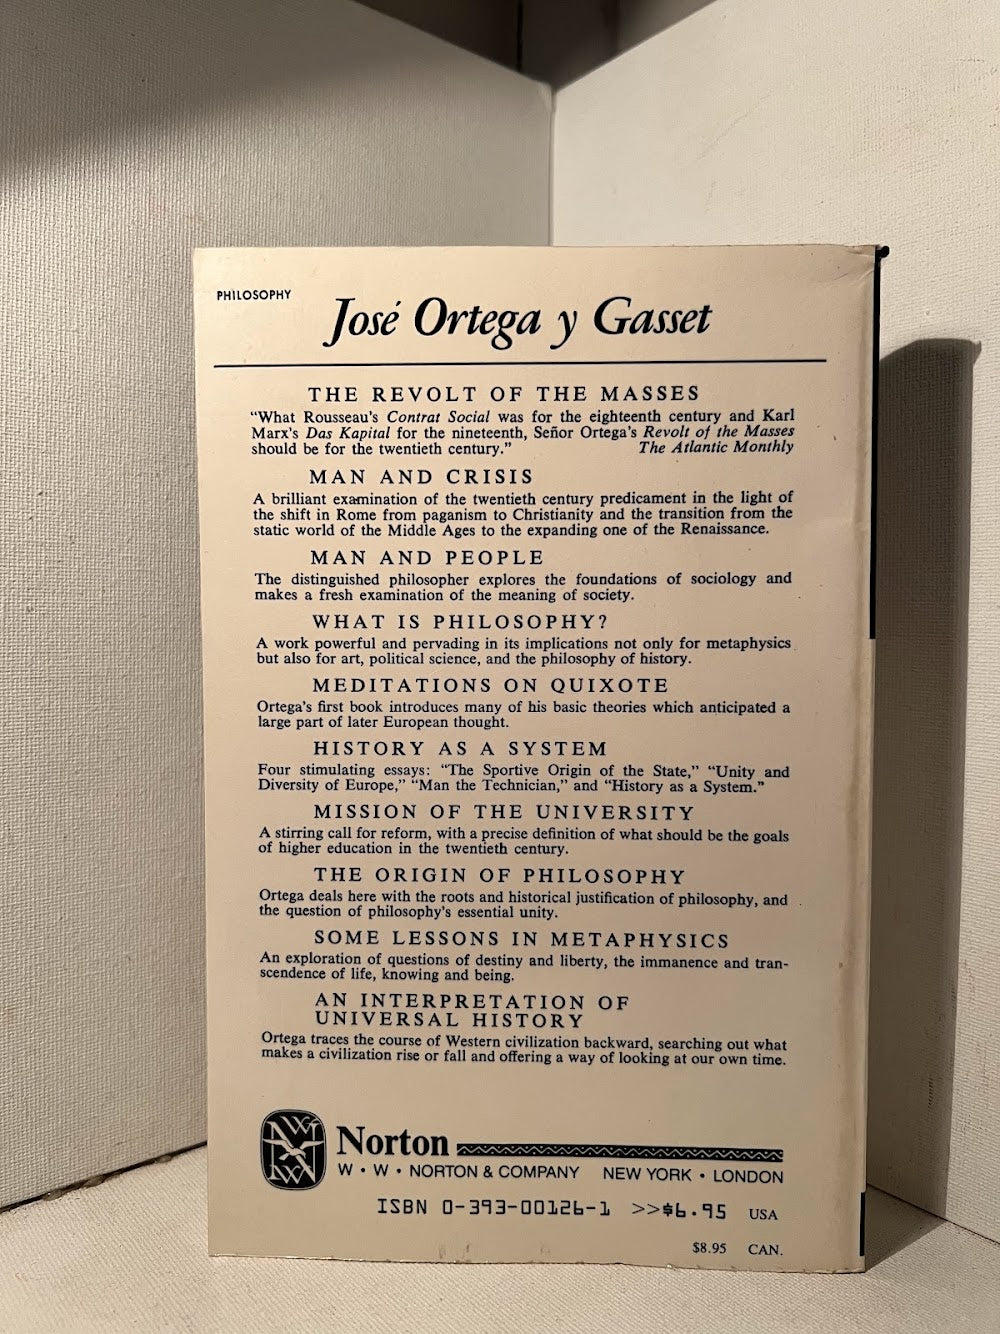 PHILOSOPHY
José Ortega y Gasset
THE REVOLT OF THE MASSES
“What Rousseau's Contrat Social was for the eighteenth century and Karl
Marx's Das Kapital for the nineteenth, Señor Ortega's Revolt of the Masses
should be for the twentieth century.” The Atlantic Monthly
MAN AND CRISIS
A brilliant examination of the twentieth century predicament in the light of
the shift in Rome from paganism to Christianity and the transition from the
static world of the Middle Ages to the expanding one of the Renaissance.
MAN AND PEOPLE
The distinguished philosopher explores the foundations of sociology and
makes a fresh examination of the meaning of society.
WHAT IS PHILOSOPHY?
A work powerful and pervading in its implications not only for metaphysics
but also for art, political science, and the philosophy of history.
MEDITATIONS ON QUIXOTE
Ortega's first book introduces many of his basic theories which anticipated a
large part of later European thought.
HISTORY AS A SYSTEM
Four stimulating essays: “The Sportive Origin of the State,” “Unity and
Diversity of Europe,” “Man the Technician,” and “History as a System.”
MISSION OF THE UNIVERSITY
A stirring call for reform, with a precise definition of what should be the goals
of higher education in the twentieth century.
THE ORIGIN OF PHILOSOPHY
Ortega deals here with the roots and historical justification of philosophy, and
the question of philosophy's essential unity.
SOME LESSONS IN METAPHYSICS
An exploration of questions of destiny and liberty, the immanence and tran-
scendence of life, knowing and being.
AN INTERPRETATION OF
UNIVERSAL HISTORY
Ortega traces the course of Western civilization backward, searching out what
makes a civilization rise or fall and offering a way of looking at our own time.
Norton
W • W • NORTON & COMPANY NEW YORK • LONDON
ISBN 0-393-00126-1 >>$6.95 USA
$8.95 CAN.